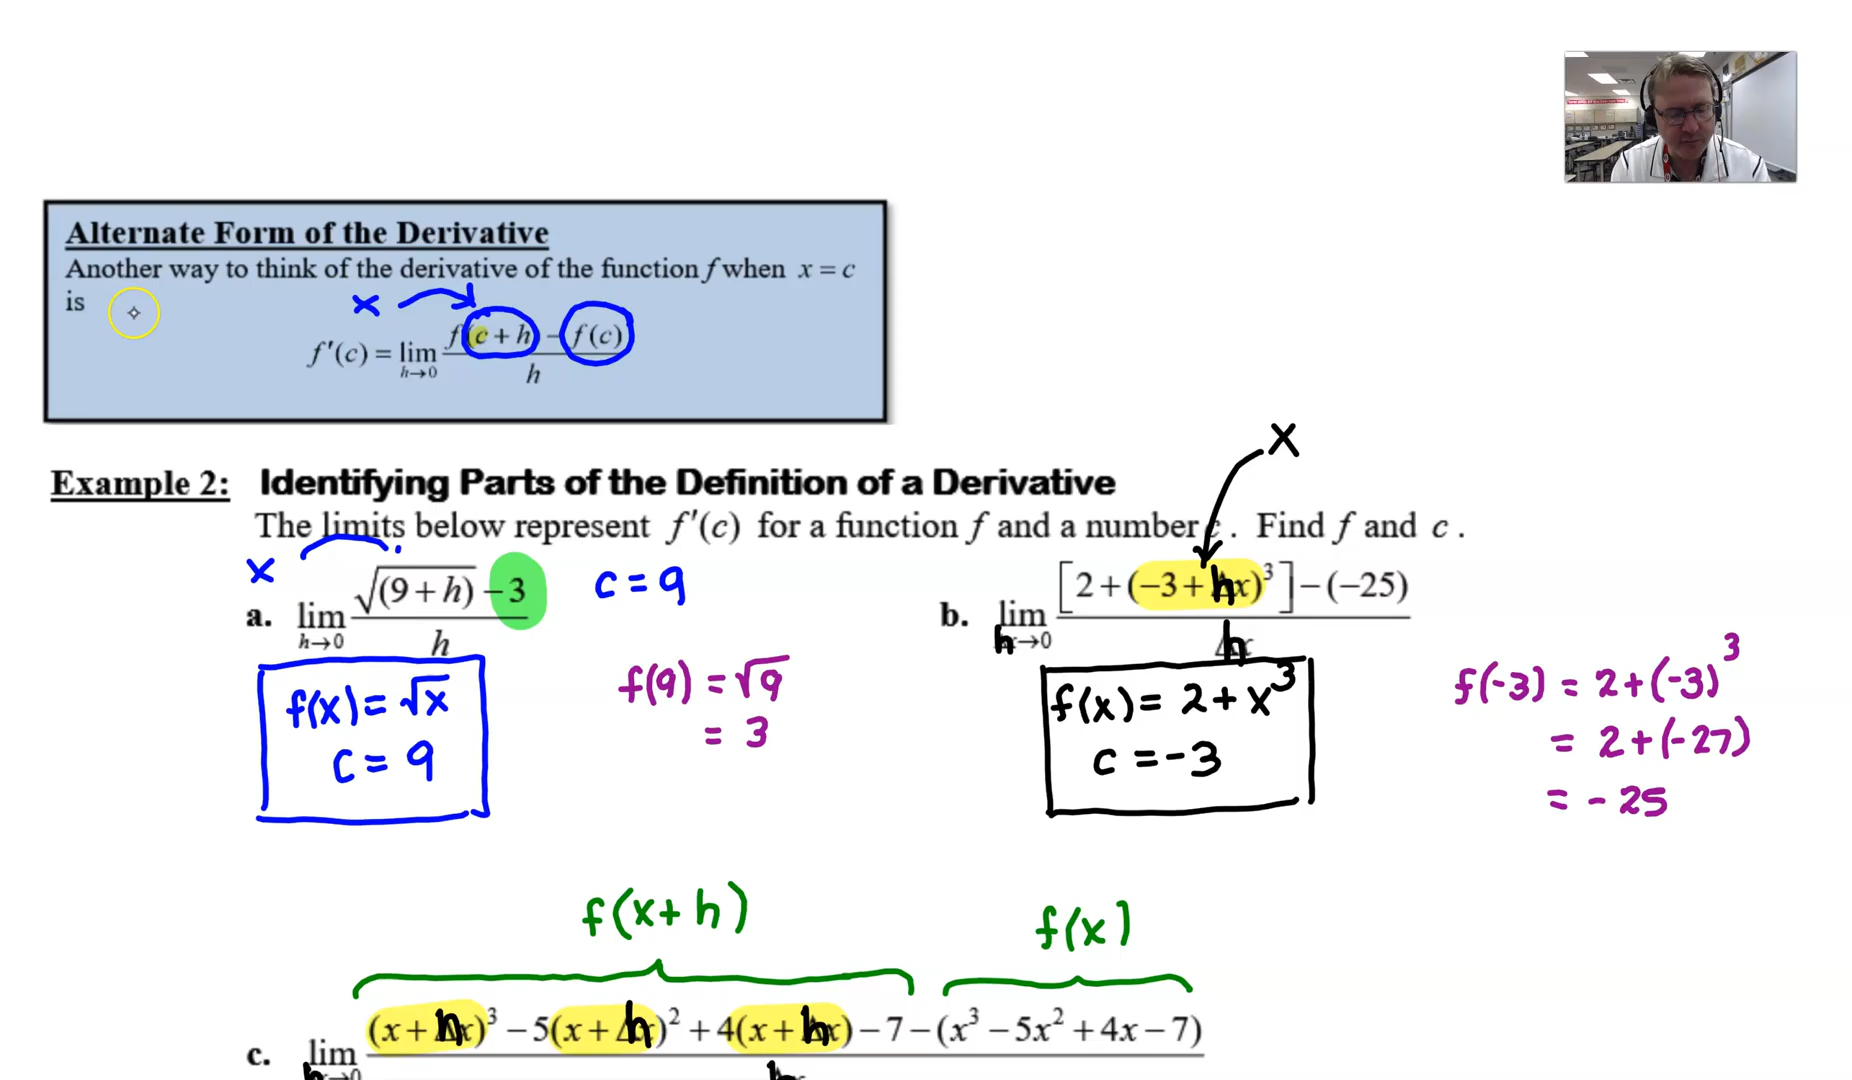 Alternate Form of the Derivative
Another way to think of the derivative of the function f when x = c
is
x
f'(c) = lim h→0 (f(c + h) − f(c)) / h
x
Example 2: Identifying Parts of the Definition of a Derivative
The limits below represent f'(c) for a function f and a number c. Find f and c.
x
a. lim h→0 (√(9 + h) − 3) / h
c = 9
b. lim h→0 ([2 + (−3 + h)³] − (−25)) / h
f(x) = √x
c = 9
f(9) = √9
= 3
f(x) = 2 + x³
c = -3
f(-3) = 2 + (-3)³
= 2 + (-27)
= - 25
f(x + h)
f(x)
c. lim h→0 ((x + h)³ − 5(x + h)² + 4(x + h) − 7 − (x³ − 5x² + 4x − 7)) / h